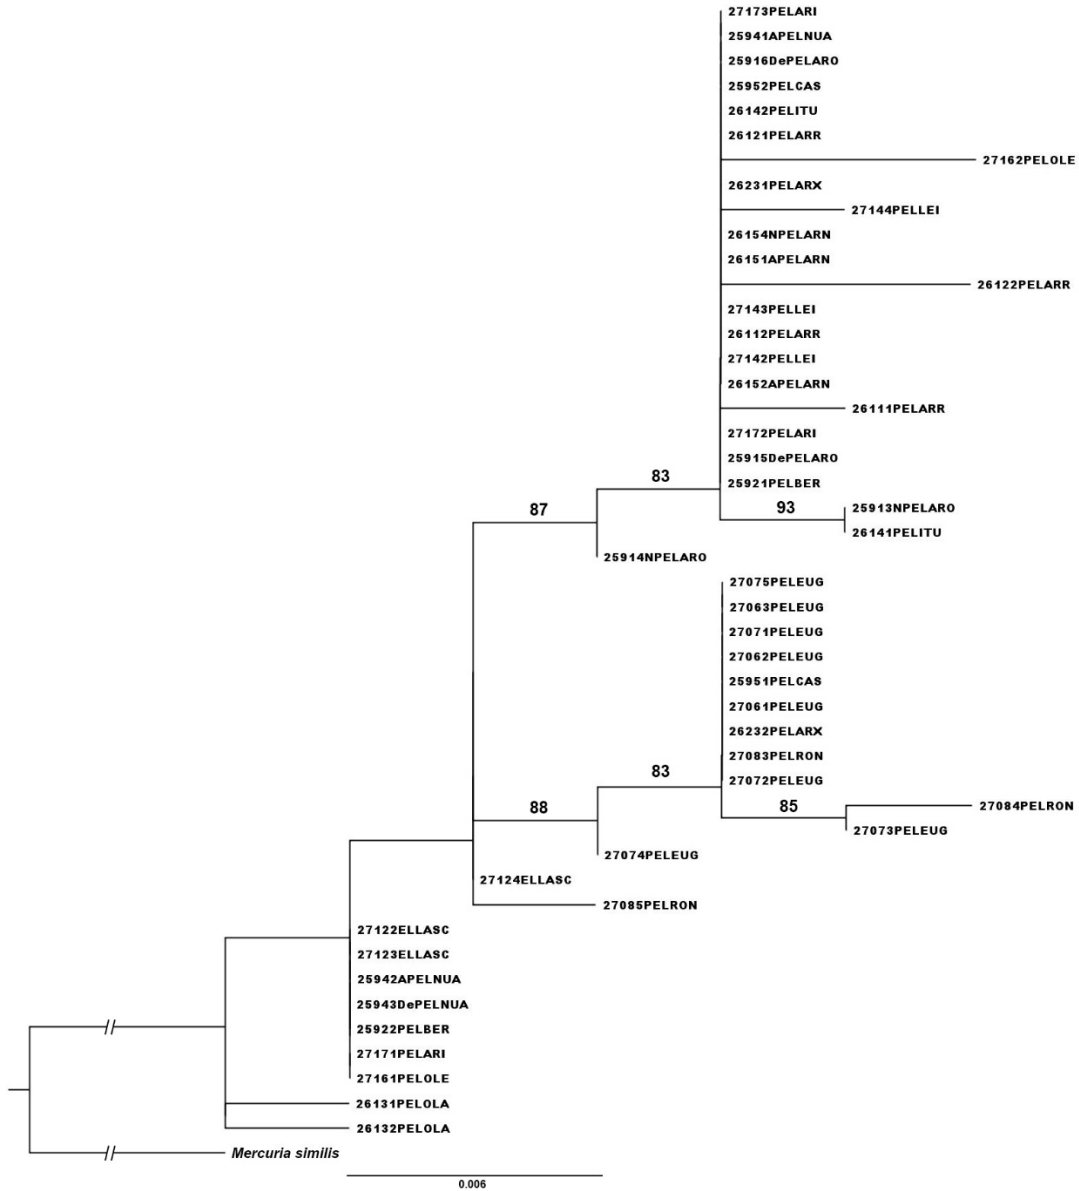 27173PELARI
25941APELNUA
25916DePELARO
25952PELCAS
26142PELITU
26121PELARR
27162PELOLE
26231PELARX
27144PELLEI
26154NPELARN
26151APELARN
26122PELARR
27143PELLEI
26112PELARR
27142PELLEI
26152APELARN
26111PELARR
27172PELARI
25915DePELARO
83
25921PELBER
87
93
25913NPELARO
26141PELITU
25914NPELARO
27075PELEUG
27063PELEUG
27071PELEUG
27062PELEUG
25951PELCAS
27061PELEUG
26232PELARX
27083PELRON
83
27072PELEUG
88
85
27084PELRON
27073PELEUG
27074PELEUG
27124ELLASC
27085PELRON
27122ELLASC
27123ELLASC
25942APELNUA
25943DePELNUA
25922PELBER
27171PELARI
27161PELOLE
26131PELOLA
26132PELOLA
Mercuria similis
0.006